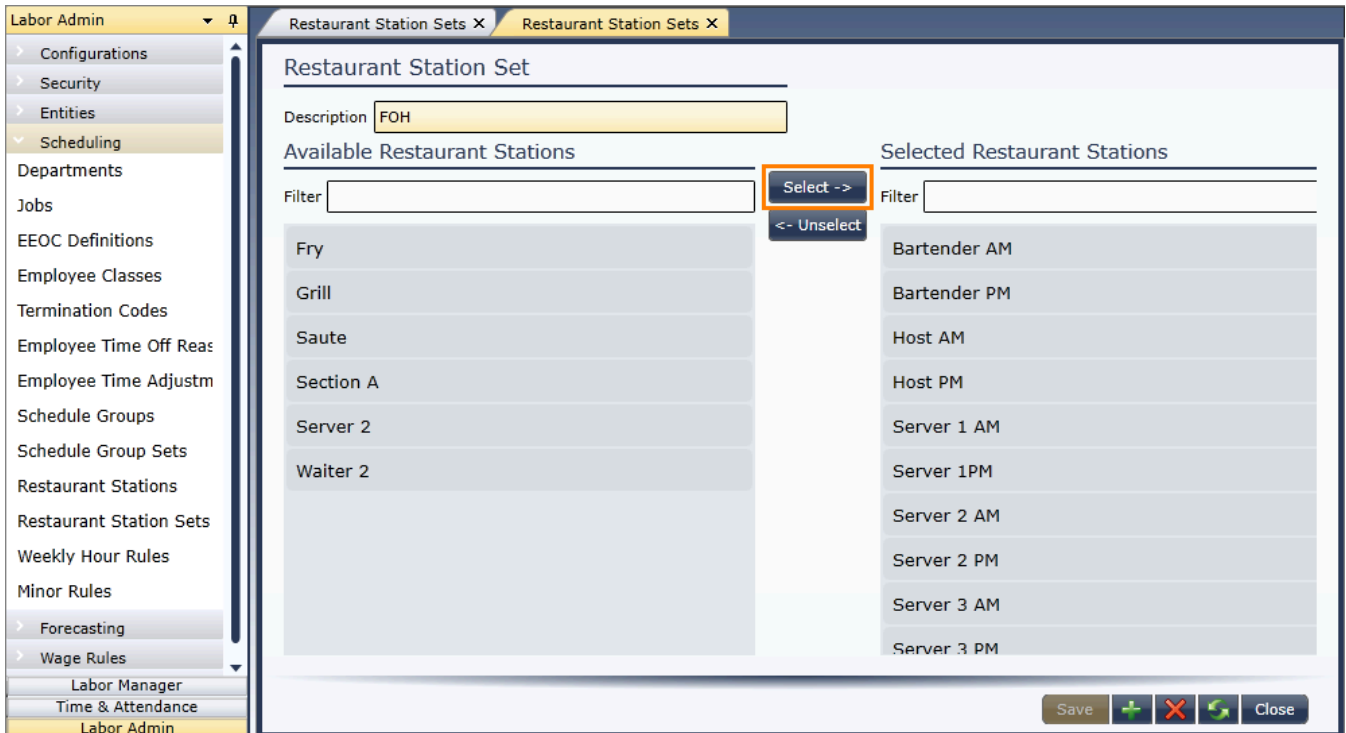 Labor Admin
Configurations
Security
Entities
Scheduling
Departments
Jobs
EEOC Definitions
Employee Classes
Termination Codes
Employee Time Off Reas
Employee Time Adjustm
Schedule Groups
Schedule Group Sets
Restaurant Stations
Restaurant Station Sets
Weekly Hour Rules
Minor Rules
Forecasting
Wage Rules
Labor Manager
Time & Attendance
Labor Admin
Restaurant Station Sets X
Restaurant Station Sets X
Restaurant Station Set
Description FOH
Available Restaurant Stations
Filter
Fry
Grill
Saute
Section A
Server 2
Waiter 2
Select ->
<- Unselect
Selected Restaurant Stations
Filter
Bartender AM
Bartender PM
Host AM
Host PM
Server 1 AM
Server 1PM
Server 2 AM
Server 2 PM
Server 3 AM
Server 3 PM
Save Close